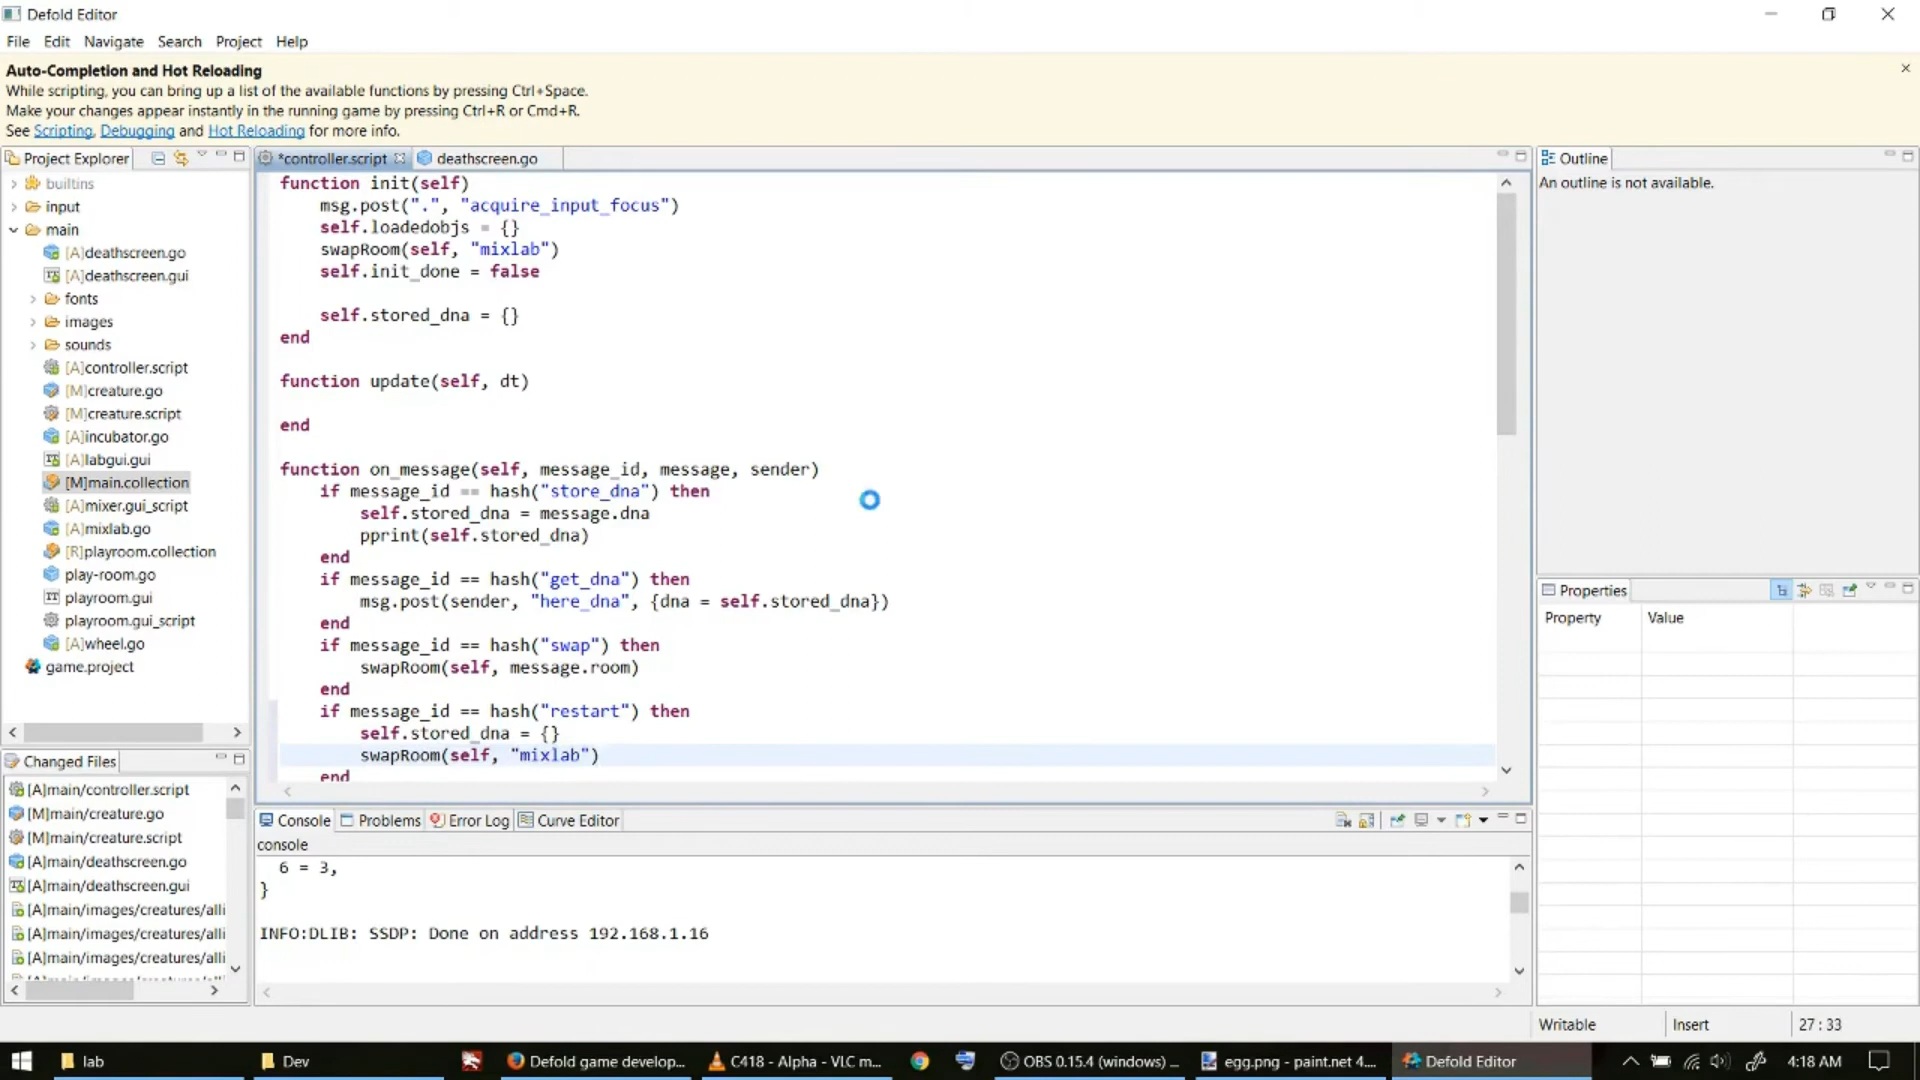 Defold Editor
File Edit Navigate Search Project Help
Auto-Completion and Hot Reloading
While scripting, you can bring up a list of the available functions by pressing Ctrl+Space.
Make your changes appear instantly in the running game by pressing Ctrl+R or Cmd+R.
See Scripting, Debugging and Hot Reloading for more info.
Project Explorer
builtins
input
main
[A]deathscreen.go
[A]deathscreen.gui
fonts
images
sounds
[A]controller.script
[M]creature.go
[M]creature.script
[A]incubator.go
[A]labgui.gui
[M]main.collection
[A]mixer.gui_script
[A]mixlab.go
[R]playroom.collection
play-room.go
playroom.gui
playroom.gui_script
[A]wheel.go
game.project
Changed Files
[A]main/controller.script
[M]main/creature.go
[M]main/creature.script
[A]main/deathscreen.go
[A]main/deathscreen.gui
[A]main/images/creatures/alli
[A]main/images/creatures/alli
[A]main/images/creatures/alli
*controller.script deathscreen.go
function init(self)
msg.post(".", "acquire_input_focus")
self.loadedobjs = {}
swapRoom(self, "mixlab")
self.init_done = false
self.stored_dna = {}
end
function update(self, dt)
end
function on_message(self, message_id, message, sender)
if message_id == hash("store_dna") then
self.stored_dna = message.dna
pprint(self.stored_dna)
end
if message_id == hash("get_dna") then
msg.post(sender, "here_dna", {dna = self.stored_dna})
end
if message_id == hash("swap") then
swapRoom(self, message.room)
end
if message_id == hash("restart") then
self.stored_dna = {}
swapRoom(self, "mixlab")
end
Console Problems Error Log Curve Editor
console
6 = 3,
}
INFO:DLIB: SSDP: Done on address 192.168.1.16
Outline
An outline is not available.
Properties
Property Value
Writable Insert 27 : 33
lab Dev Defold game develop... C418 - Alpha - VLC m... OBS 0.15.4 (windows) ... egg.png - paint.net 4.... Defold Editor 4:18 AM